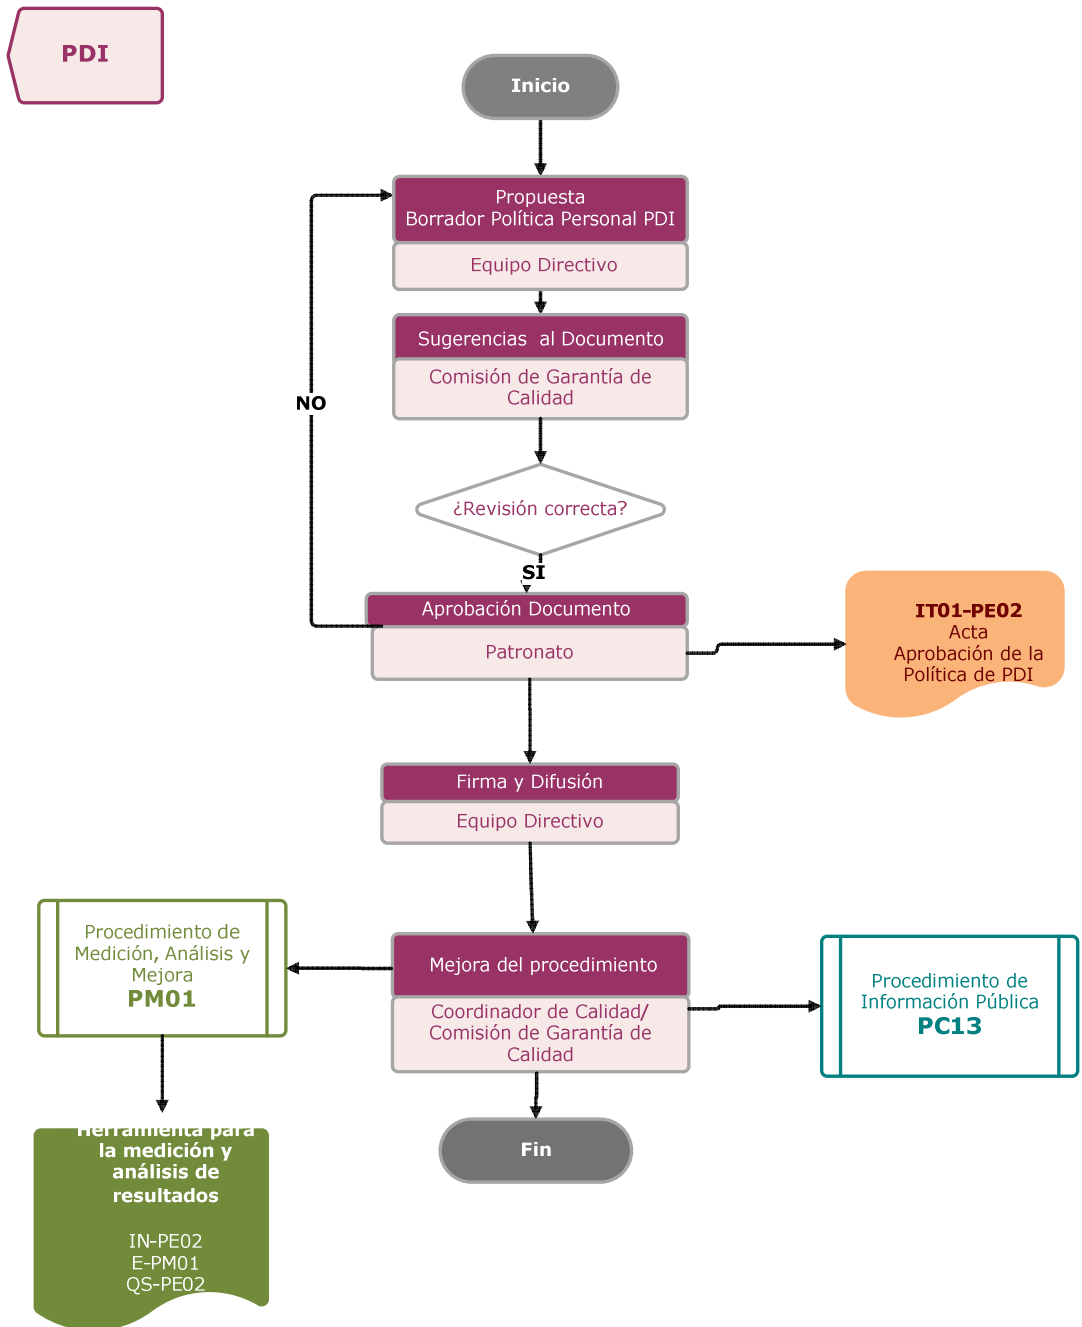 PDI
Inicio
Propuesta
Borrador Política Personal PDI
Equipo Directivo
Sugerencias al Documento
Comisión de Garantía de
Calidad
NO
¿Revisión correcta?
SI
Aprobación Documento
Patronato
IT01-PE02
Acta
Aprobación de la
Política de PDI
Firma y Difusión
Equipo Directivo
Procedimiento de
Medición, Análisis y
Mejora
PM01
Mejora del procedimiento
Coordinador de Calidad/
Comisión de Garantía de
Calidad
Procedimiento de
Información Pública
PC13
Herramienta para
la medición y
análisis de
resultados
IN-PE02
E-PM01
QS-PE02
Fin